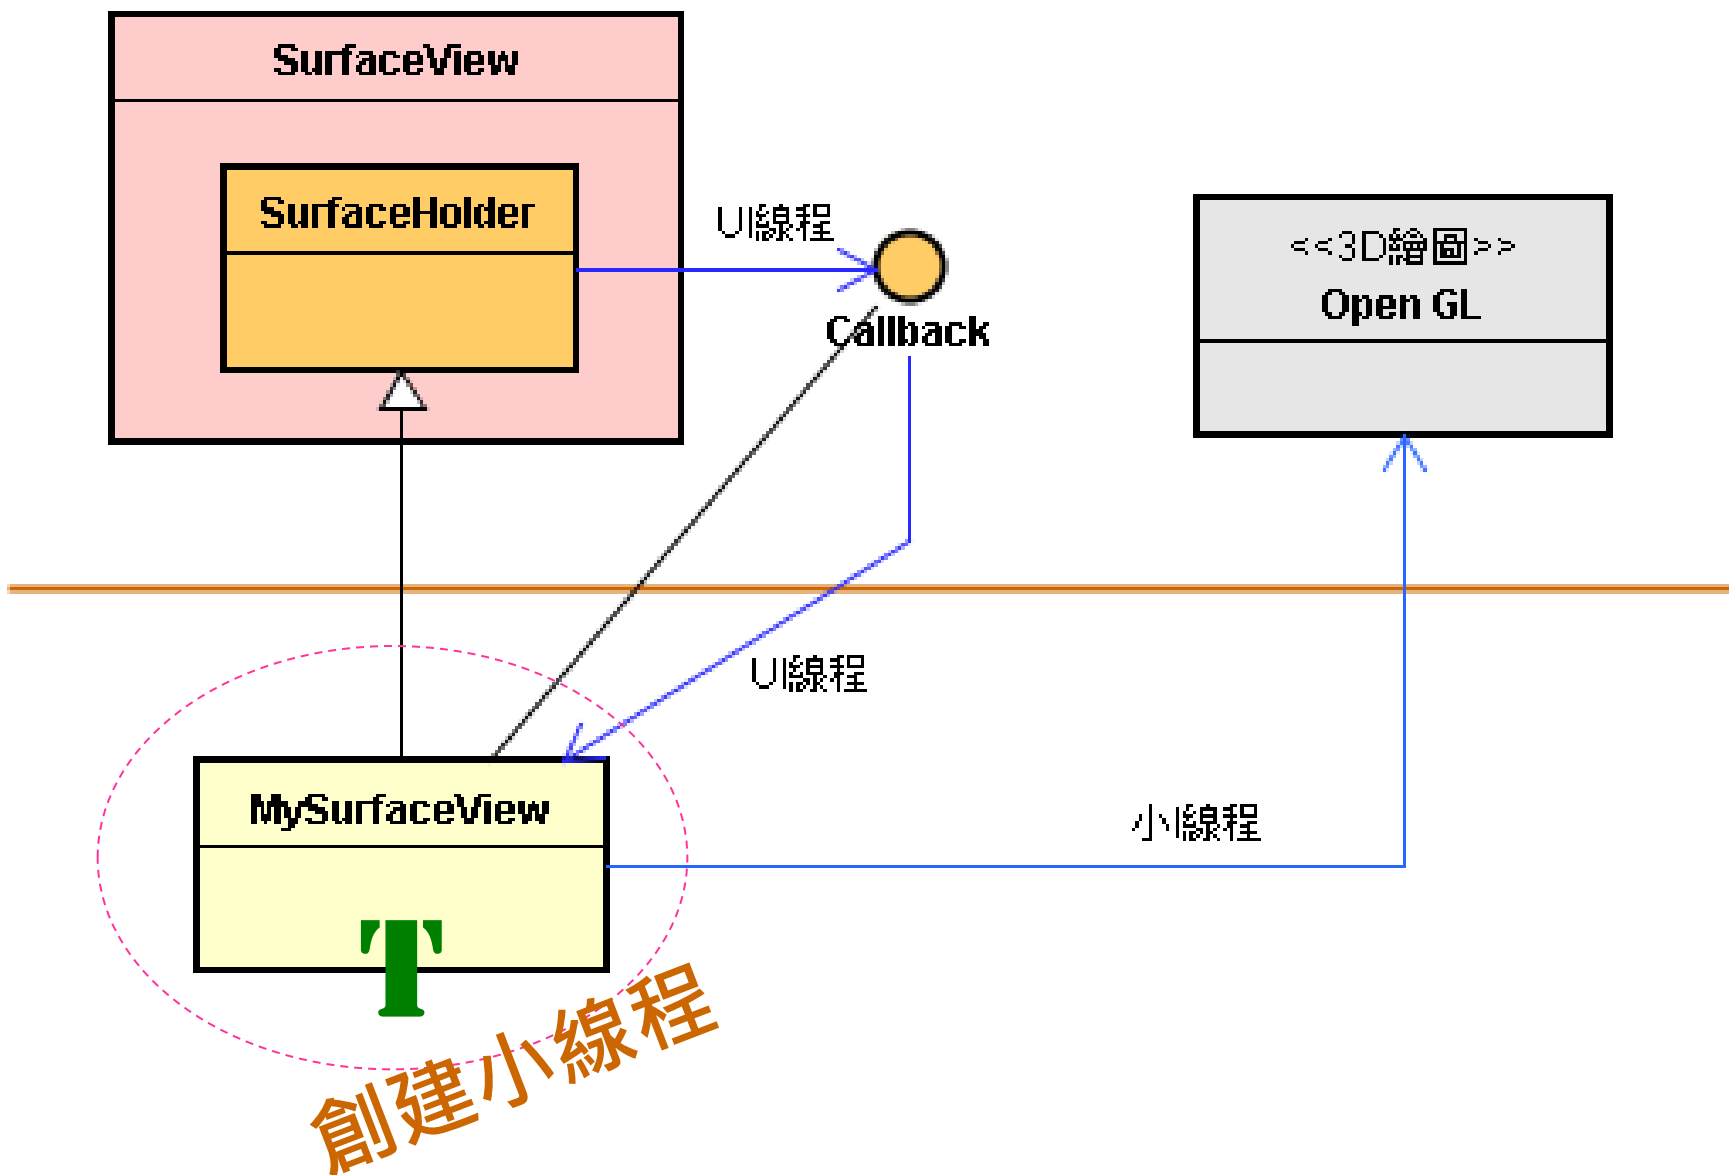 SurfaceView
SurfaceHolder
UI線程
Callback
<<3D繪圖>>
Open GL
UI線程
MySurfaceView
小線程
T
創建小線程